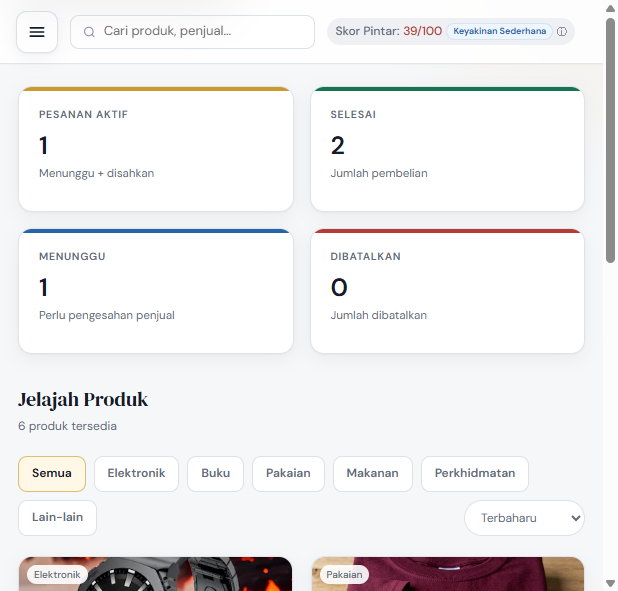 Cari produk, penjual...
Skor Pintar: 39/100 Keyakinan Sederhana ⓘ
PESANAN AKTIF
1
Menunggu + disahkan
SELESAI
2
Jumlah pembelian
MENUNGGU
1
Perlu pengesahan penjual
DIBATALKAN
0
Jumlah dibatalkan
Jelajah Produk
6 produk tersedia
Semua Elektronik Buku Pakaian Makanan Perkhidmatan
Lain-lain Terbaharu
Elektronik Pakaian